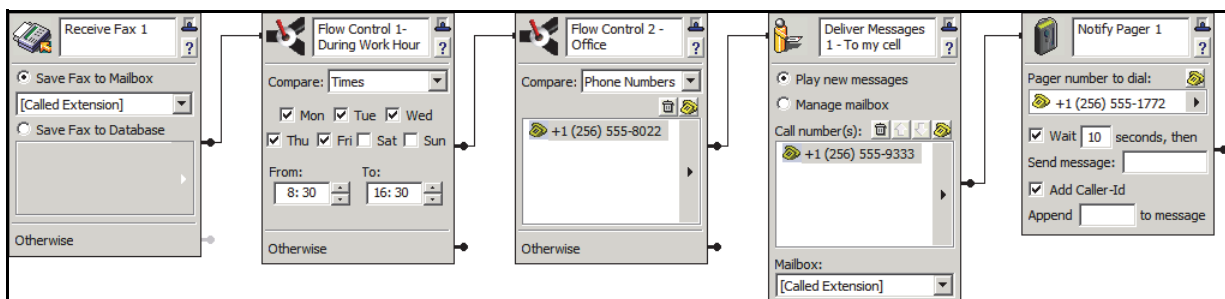 Receive Fax 1
?
Save Fax to Mailbox
[Called Extension]
Save Fax to Database
Otherwise
Flow Control 1-
During Work Hour
?
Compare: Times
Mon Tue Wed
Thu Fri Sat Sun
From: To:
8:30 16:30
Otherwise
Flow Control 2 -
Office
?
Compare: Phone Numbers
+1 (256) 555-8022
Otherwise
Deliver Messages
1 - To my cell
?
Play new messages
Manage mailbox
Call number(s):
+1 (256) 555-9333
Mailbox:
[Called Extension]
Notify Pager 1
?
Pager number to dial:
+1 (256) 555-1772
Wait 10 seconds, then
Send message:
Add Caller-Id
Append to message